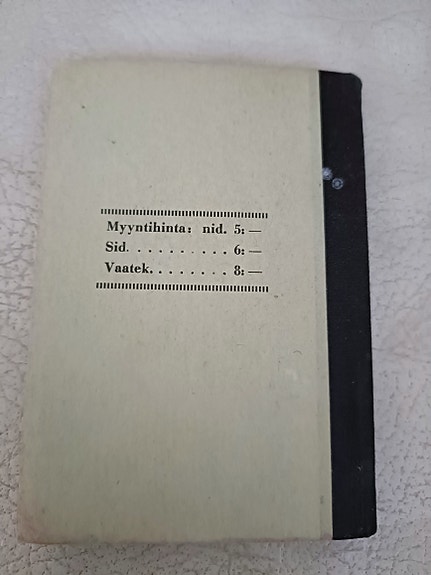 Myyntihinta: nid. 5: —
Sid. . . . . . . . . . 6: —
Vaatek. . . . . . . . 8: —